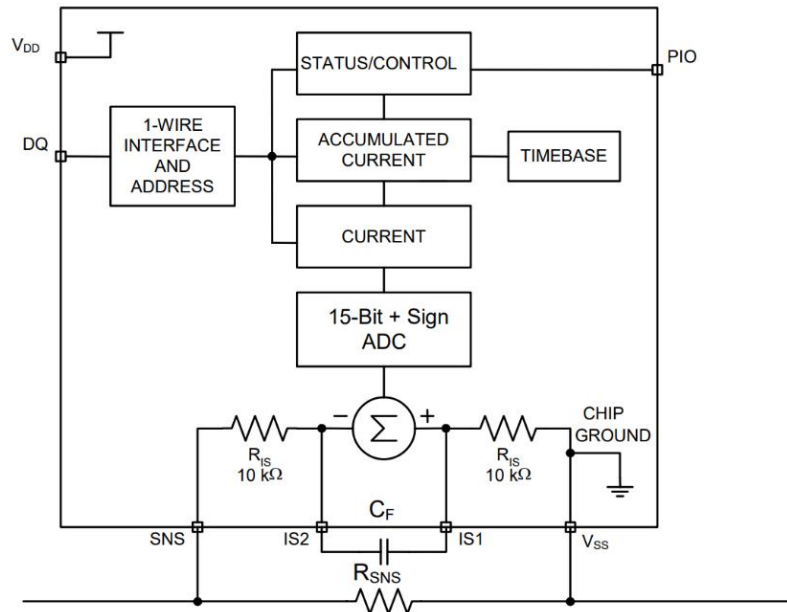 V_DD
STATUS/CONTROL
PIO
DQ
1-WIRE
INTERFACE
AND
ADDRESS
ACCUMULATED
CURRENT
TIMEBASE
CURRENT
15-Bit + Sign
ADC
− Σ +
R_IS
10 kΩ
R_IS
10 kΩ
CHIP
GROUND
SNS
IS2
C_F
IS1
V_SS
R_SNS